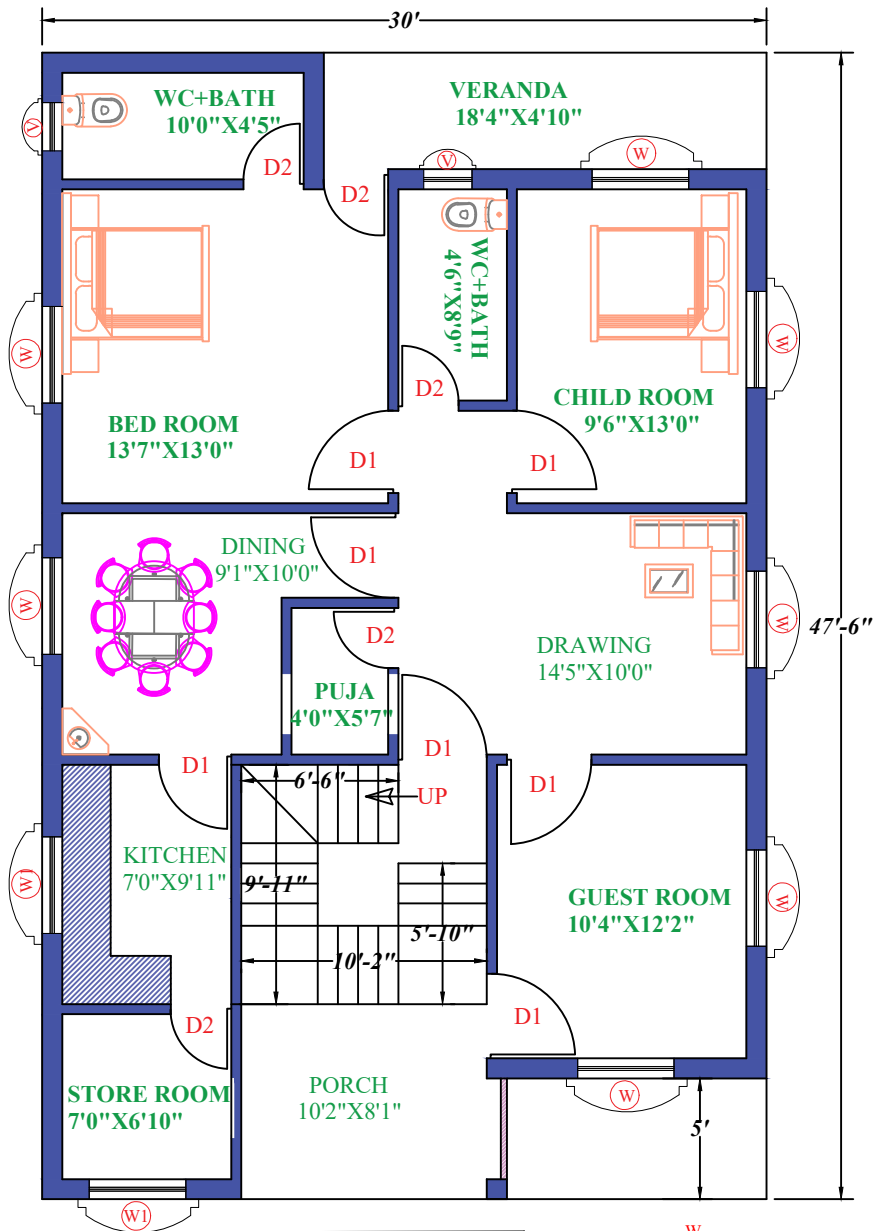 30'
WC+BATH
10'0"X4'5"
VERANDA
18'4"X4'10"
V
D2
D2
V
W
WC+BATH
4'6"X8'9"
W
W
D2
BED ROOM
13'7"X13'0"
CHILD ROOM
9'6"X13'0"
D1
D1
DINING
9'1"X10'0"
D1
W
W
47'-6"
D2
DRAWING
14'5"X10'0"
PUJA
4'0"X5'7"
D1
D1
D1
6'-6"
UP
KITCHEN
7'0"X9'11"
9'-11"
W1
W
GUEST ROOM
10'4"X12'2"
5'-10"
10'-2"
D2
D1
STORE ROOM
7'0"X6'10"
PORCH
10'2"X8'1"
W
5'
W1
W